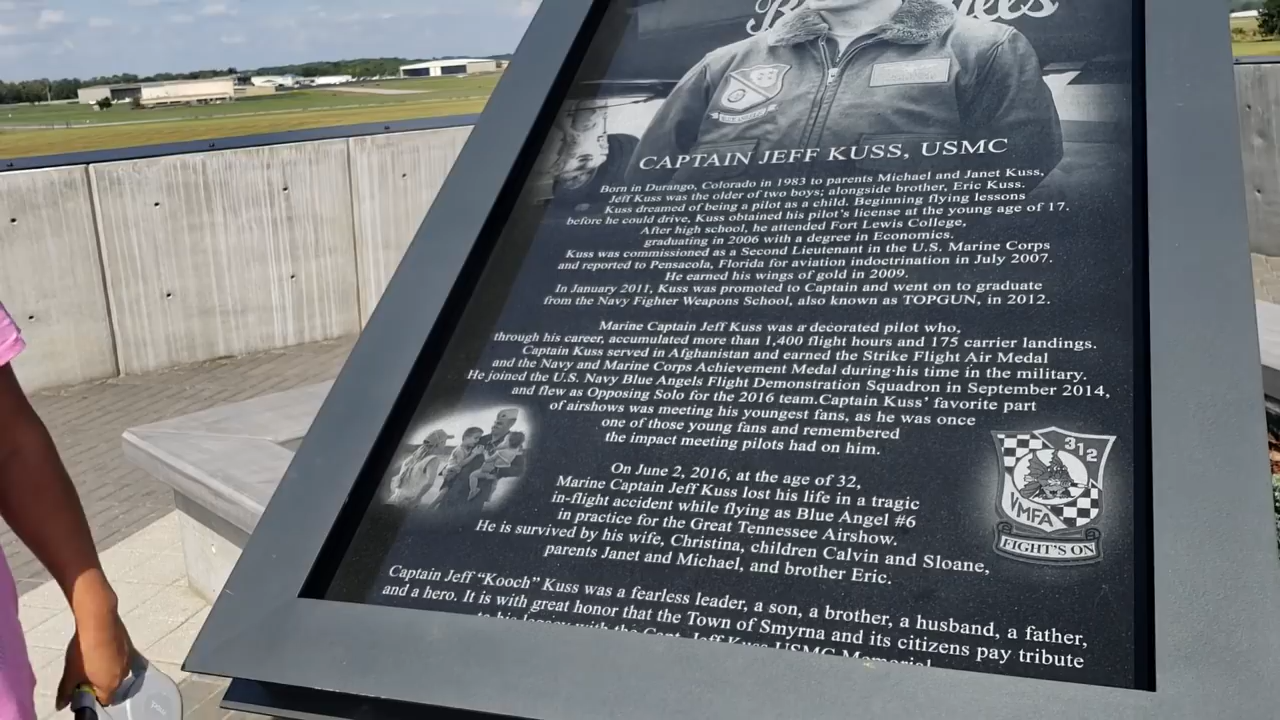 CAPTAIN JEFF KUSS, USMC
Born in Durango, Colorado in 1983 to parents Michael and Janet Kuss,
Jeff Kuss was the older of two boys; alongside brother, Eric Kuss.
Kuss dreamed of being a pilot as a child. Beginning flying lessons
before he could drive, Kuss obtained his pilot's license at the young age of 17.
After high school, he attended Fort Lewis College,
graduating in 2006 with a degree in Economics.
Kuss was commissioned as a Second Lieutenant in the U.S. Marine Corps
and reported to Pensacola, Florida for aviation indoctrination in July 2007.
He earned his wings of gold in 2009.
In January 2011, Kuss was promoted to Captain and went on to graduate
from the Navy Fighter Weapons School, also known as TOPGUN, in 2012.
Marine Captain Jeff Kuss was a decorated pilot who,
through his career, accumulated more than 1,400 flight hours and 175 carrier landings.
Captain Kuss served in Afghanistan and earned the Strike Flight Air Medal
and the Navy and Marine Corps Achievement Medal during his time in the military.
He joined the U.S. Navy Blue Angels Flight Demonstration Squadron in September 2014,
and flew as Opposing Solo for the 2016 team.Captain Kuss' favorite part
of airshows was meeting his youngest fans, as he was once
one of those young fans and remembered
the impact meeting pilots had on him.
On June 2, 2016, at the age of 32,
Marine Captain Jeff Kuss lost his life in a tragic
in-flight accident while flying as Blue Angel #6
in practice for the Great Tennessee Airshow.
He is survived by his wife, Christina, children Calvin and Sloane,
parents Janet and Michael, and brother Eric.
312
VMFA
FIGHT'S ON
Captain Jeff "Kooch" Kuss was a fearless leader, a son, a brother, a husband, a father,
and a hero. It is with great honor that the Town of Smyrna and its citizens pay tribute
to his legacy with the Capt. Jeff Kuss USMC Memorial.